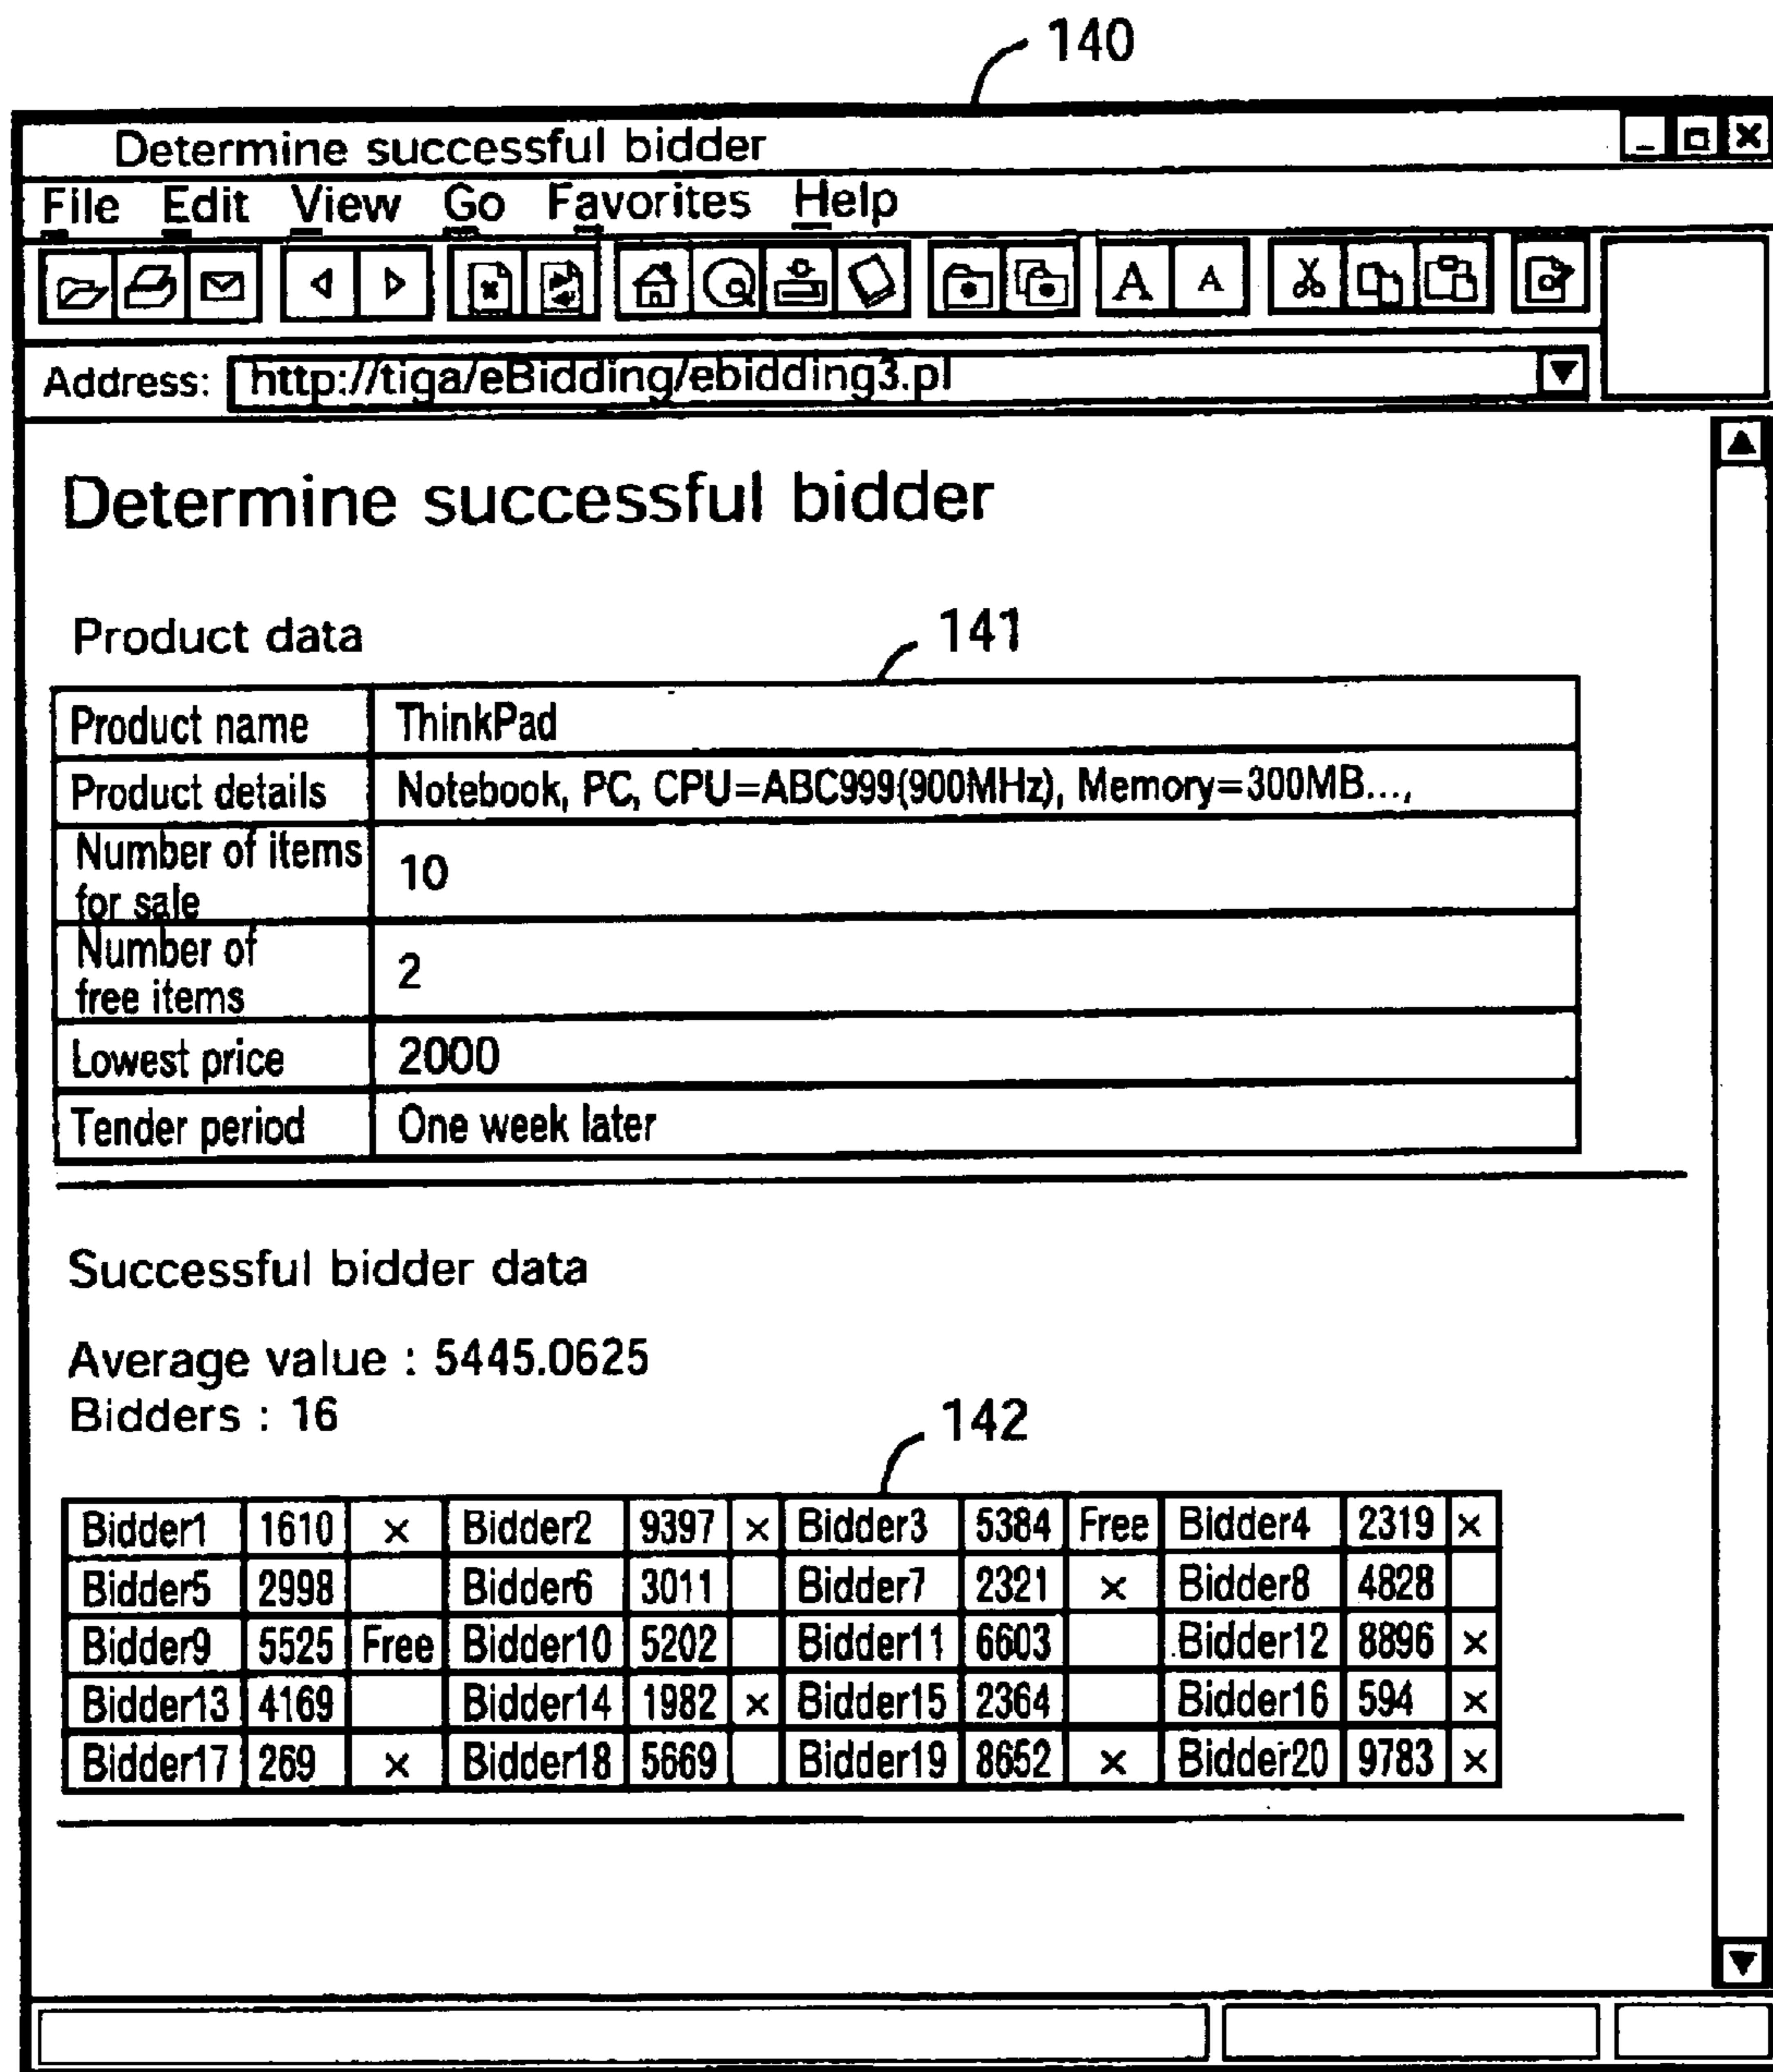 140
Determine successful bidder
File Edit View Go Favorites Help
A A
Address: http://tiga/eBidding/ebidding3.pl
Determine successful bidder
Product data 141
Product name ThinkPad
Product details Notebook, PC, CPU=ABC999(900MHz), Memory=300MB...,
Number of items
for sale 10
Number of
free items 2
Lowest price 2000
Tender period One week later
Successful bidder data
Average value : 5445.0625
Bidders : 16
142
Bidder1 1610 × Bidder2 9397 × Bidder3 5384 Free Bidder4 2319 ×
Bidder5 2998 Bidder6 3011 Bidder7 2321 × Bidder8 4828
Bidder9 5525 Free Bidder10 5202 Bidder11 6603 Bidder12 8896 ×
Bidder13 4169 Bidder14 1982 × Bidder15 2364 Bidder16 594 ×
Bidder17 269 × Bidder18 5669 Bidder19 8652 × Bidder20 9783 ×